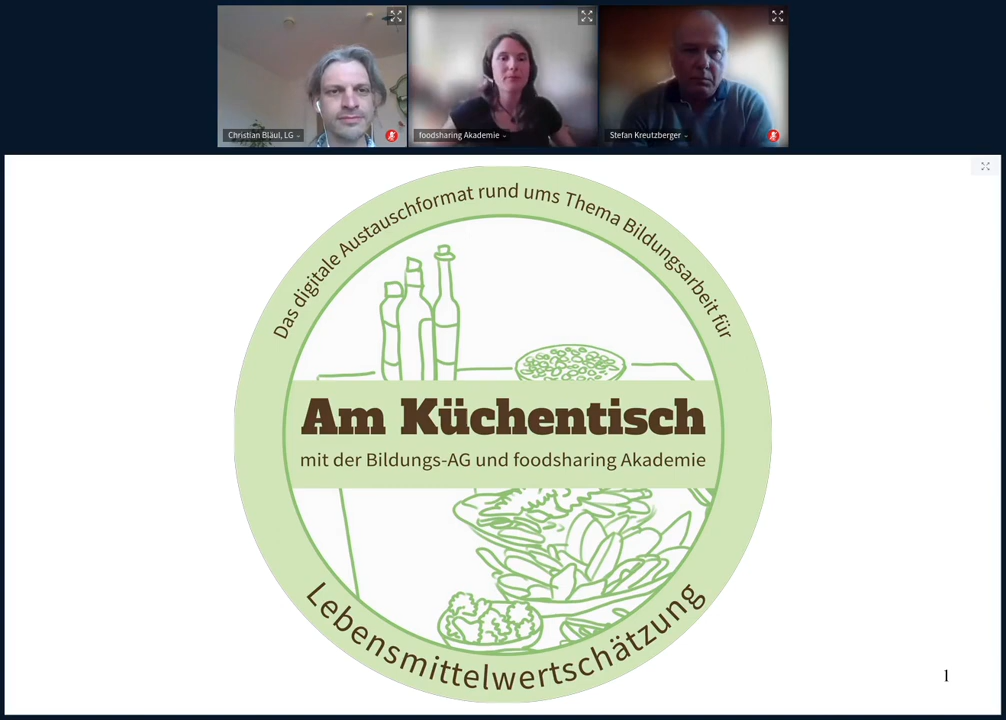 Christian Bläul, LG
foodsharing Akademie
Stefan Kreutzberger
Das digitale Austauschformat rund ums Thema Bildungsarbeit für
Am Küchentisch
mit der Bildungs-AG und foodsharing Akademie
Lebensmittelwertschätzung
1